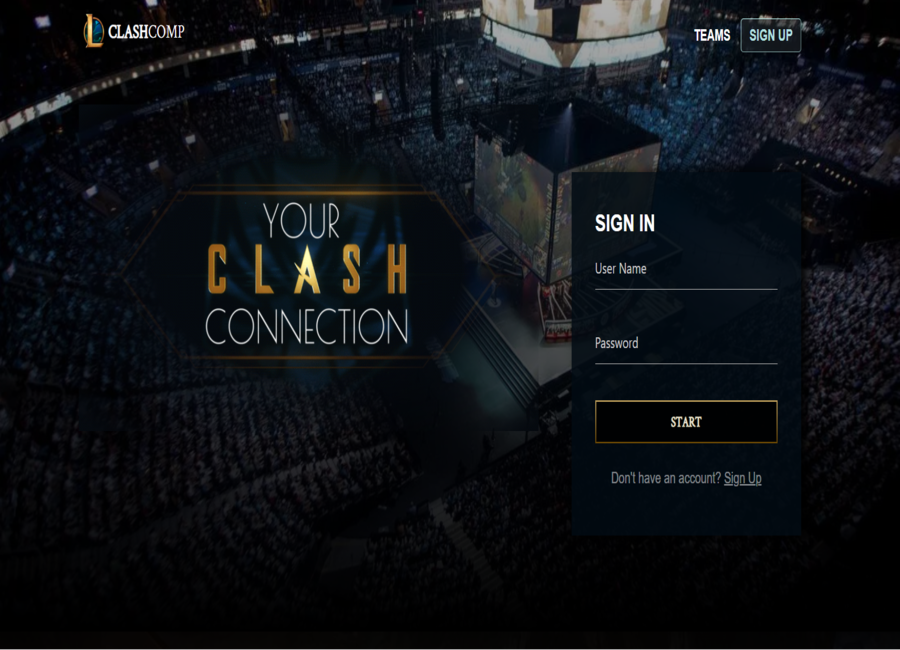 CLASHCOMP
TEAMS
SIGN UP
YOUR
CLASH
CONNECTION
SIGN IN
User Name
Password
START
Don't have an account? Sign Up